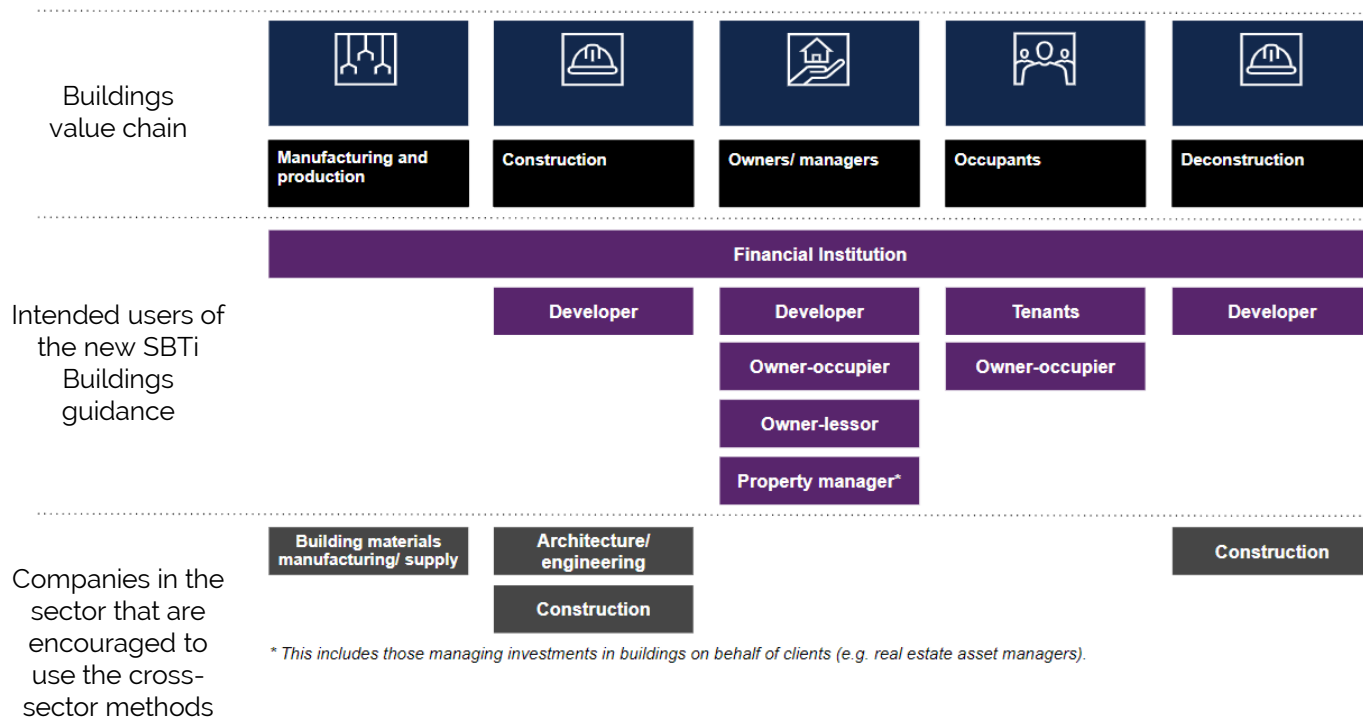 Buildings
value chain
Manufacturing and
production
Construction
Owners/ managers
Occupants
Deconstruction
Intended users of
the new SBTi
Buildings
guidance
Financial Institution
Developer
Developer
Tenants
Developer
Owner-occupier
Owner-occupier
Owner-lessor
Property manager*
Companies in the
sector that are
encouraged to
use the cross-
sector methods
Building materials
manufacturing/ supply
Architecture/
engineering
Construction
Construction
* This includes those managing investments in buildings on behalf of clients (e.g. real estate asset managers).